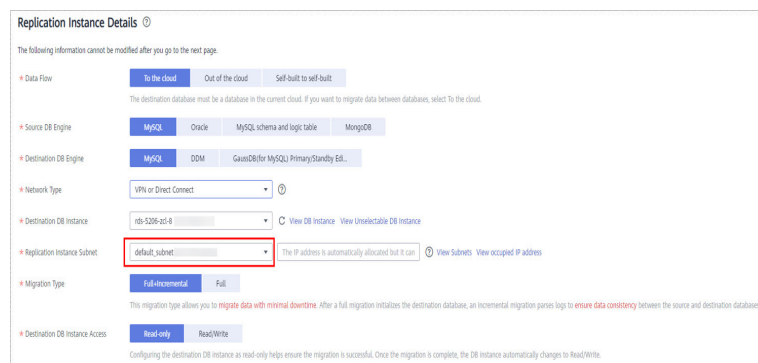 Replication Instance Details ?
The following information cannot be modified after you go to the next page.
* Data Flow To the cloud Out of the cloud Self-built to self-built
The destination database must be a database in the current cloud. If you want to migrate data between databases, select To the cloud.
* Source DB Engine MySQL Oracle MySQL schema and logic table MongoDB
* Destination DB Engine MySQL DDM GaussDB(for MySQL) Primary/Standby Edi...
* Network Type VPN or Direct Connect ?
* Destination DB Instance rds-5206-zcl-8 View DB Instance View Unselectable DB Instance
* Replication Instance Subnet default_subnet The IP address is automatically allocated but it can ? View Subnets View occupied IP address
* Migration Type Full+Incremental Full
This migration type allows you to migrate data with minimal downtime. After a full migration initializes the destination database, an incremental migration parses logs to ensure data consistency between the source and destination database
* Destination DB Instance Access Read-only Read/Write
Configuring the destination DB instance as read-only helps ensure the migration is successful. Once the migration is complete, the DB instance automatically changes to Read/Write.